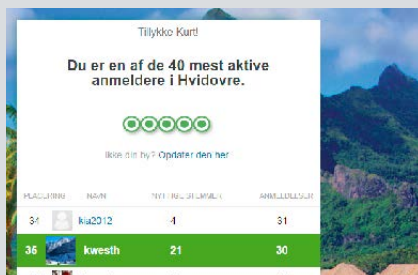 Tillykke Kurt!
Du er en af de 40 mest aktive
anmeldere i Hvidovre.
Ikke din by? Opdater den her
PLACERING NAVN NYTTIGE STEMMER ANMELDELSER
34 kia2012 4 31
35 kwesth 21 30